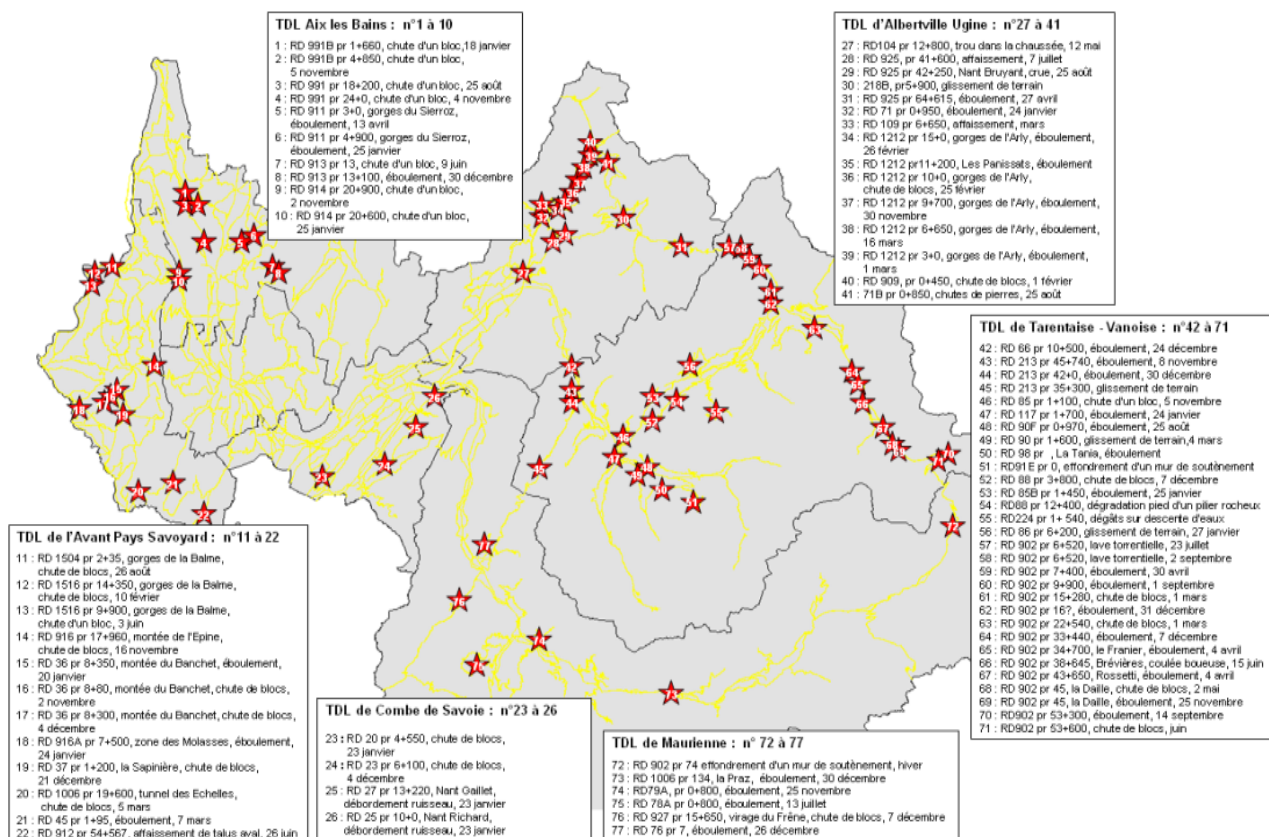 TDL Aix les Bains : n°1 à 10
1 : RD 991B pr 1+660, chute d'un bloc,18 janvier
2 : RD 991B pr 4+850, chute d'un bloc,
5 novembre
3 : RD 991 pr 18+200, chute d'un bloc, 25 août
4 : RD 991 pr 24+0, chute d'un bloc, 4 novembre
5 : RD 911 pr 3+0, gorges du Sierroz,
éboulement, 13 avril
6 : RD 911 pr 4+900, gorges du Sierroz,
éboulement, 25 janvier
7 : RD 913 pr 13, chute d'un bloc, 9 juin
8 : RD 913 pr 13+100, éboulement, 30 décembre
9 : RD 914 pr 20+900, chute d'un bloc,
2 novembre
10 : RD 914 pr 20+600, chute d'un bloc,
25 janvier
TDL d'Albertville Ugine : n°27 à 41
27 : RD104 pr 12+800, trou dans la chaussée, 12 mai
28 : RD 925, pr 41+600, affaissement, 7 juillet
29 : RD 925 pr 42+250, Nant Bruyant, crue, 25 août
30 : 218B, pr5+900, glissement de terrain
31 : RD 925 pr 64+615, éboulement, 27 avril
32 : RD 71 pr 0+950, éboulement, 24 janvier
33 : RD 109 pr 6+650, affaissement, mars
34 : RD 1212 pr 15+0, gorges de l'Arly, éboulement,
26 février
35 : RD 1212 pr11+200, Les Panissats, éboulement
36 : RD 1212 pr 10+0, gorges de l'Arly,
chute de blocs, 25 février
37 : RD 1212 pr 9+700, gorges de l'Arly, éboulement,
30 novembre
38 : RD 1212 pr 6+650, gorges de l'Arly, éboulement,
16 mars
39 : RD 1212 pr 3+0, gorges de l'Arly, éboulement,
1 mars
40 : RD 909, pr 0+450, chute de blocs, 1 février
41 : 71B pr 0+850, chutes de pierres, 25 août
TDL de Tarentaise - Vanoise : n°42 à 71
42 : RD 66 pr 10+500, éboulement, 24 décembre
43 : RD 213 pr 45+740, éboulement, 8 novembre
44 : RD 213 pr 42+0, éboulement, 30 décembre
45 : RD 213 pr 35+300, glissement de terrain
46 : RD 85 pr 1+100, chute d'un bloc, 5 novembre
47 : RD 117 pr 1+700, éboulement, 24 janvier
48 : RD 90F pr 0+970, éboulement, 25 août
49 : RD 90 pr 1+600, glissement de terrain,4 mars
50 : RD 98 pr , La Tania, éboulement
51 : RD91E pr 0, effondrement d'un mur de soutènement
52 : RD 88 pr 3+800, chute de blocs, 7 décembre
53 : RD 85B pr 1+450, éboulement, 25 janvier
54 : RD88 pr 12+400, dégradation pied d'un pilier rocheux
55 : RD224 pr 1+ 540, dégâts sur descente d'eaux
56 : RD 86 pr 6+200, glissement de terrain, 27 janvier
57 : RD 902 pr 6+520, lave torrentielle, 23 juillet
58 : RD 902 pr 6+520, lave torrentielle, 2 septembre
59 : RD 902 pr 7+400, éboulement, 30 avril
60 : RD 902 pr 9+900, éboulement, 1 septembre
61 : RD 902 pr 15+280, chute de blocs, 1 mars
62 : RD 902 pr 16?, éboulement, 31 décembre
63 : RD 902 pr 22+540, chute de blocs, 1 mars
64 : RD 902 pr 33+440, éboulement, 7 décembre
65 : RD 902 pr 34+700, le Franier, éboulement, 4 avril
66 : RD 902 pr 38+645, Brévières, coulée boueuse, 15 juin
67 : RD 902 pr 43+650, Rossetti, éboulement, 4 avril
68 : RD 902 pr 45, la Daille, chute de blocs, 2 mai
69 : RD 902 pr 45, la Daille, éboulement, 25 novembre
70 : RD902 pr 53+300, éboulement, 14 septembre
71 : RD902 pr 53+600, chute de blocs, juin
TDL de l'Avant Pays Savoyard : n°11 à 22
11 : RD 1504 pr 2+35, gorges de la Balme,
chute de blocs, 26 août
12 : RD 1516 pr 14+350, gorges de la Balme,
chute de blocs, 10 février
13 : RD 1516 pr 9+900, gorges de la Balme,
chute d'un bloc, 3 juin
14 : RD 916 pr 17+960, montée de l'Epine,
chute de blocs, 16 novembre
15 : RD 36 pr 8+350, montée du Banchet, éboulement,
20 janvier
16 : RD 36 pr 8+80, montée du Banchet, chute de blocs,
2 novembre
17 : RD 36 pr 8+300, montée du Banchet, chute de blocs,
4 décembre
18 : RD 916A pr 7+500, zone des Molasses, éboulement,
24 janvier
19 : RD 37 pr 1+200, la Sapinière, chute de blocs,
21 décembre
20 : RD 1006 pr 19+600, tunnel des Echelles,
chute de blocs, 5 mars
21 : RD 45 pr 1+95, éboulement, 7 mars
22 : RD 912 pr 54+567, affaissement de talus aval, 26 juin
TDL de Combe de Savoie : n°23 à 26
23 : RD 20 pr 4+550, chute de blocs,
23 janvier
24 : RD 23 pr 6+100, chute de blocs,
4 décembre
25 : RD 27 pr 13+220, Nant Gaillet,
débordement ruisseau, 23 janvier
26 : RD 25 pr 10+0, Nant Richard,
débordement ruisseau, 23 janvier
TDL de Maurienne : n° 72 à 77
72 : RD 902 pr 74 effondrement d'un mur de soutènement, hiver
73 : RD 1006 pr 134, la Praz, éboulement, 30 décembre
74 : RD79A, pr 0+800, éboulement, 25 novembre
75 : RD 78A pr 0+800, éboulement, 13 juillet
76 : RD 927 pr 15+650, virage du Frêne, chute de blocs, 7 décembre
77 : RD 76 pr 7, éboulement, 26 décembre